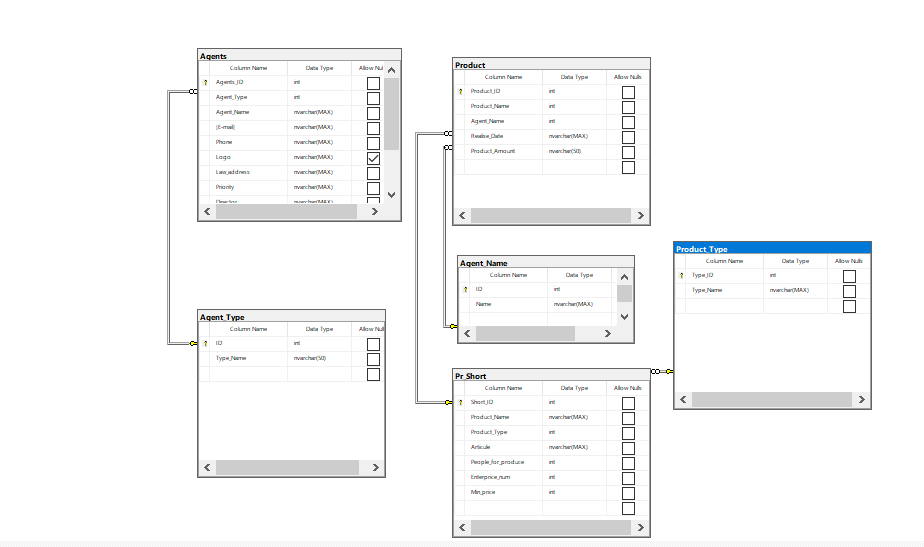 Agents
Column Name Data Type Allow Nul
Agents_ID int
Agent_Type int
Agent_Name nvarchar(MAX)
[E-mail] nvarchar(MAX)
Phone nvarchar(MAX)
Logo nvarchar(MAX)
Law_address nvarchar(MAX)
Priority nvarchar(MAX)
Director nvarchar(MAX)
Agent_Type
Column Name Data Type Allow Nul
ID int
Type_Name nvarchar(50)
Product
Column Name Data Type Allow Nulls
Product_ID int
Product_Name int
Agent_Name int
Realise_Date nvarchar(MAX)
Product_Amount nvarchar(50)
Agent_Name
Column Name Data Type
ID int
Name nvarchar(MAX)
Pr_Short
Column Name Data Type Allow Nulls
Short_ID int
Product_Name nvarchar(MAX)
Product_Type int
Articule nvarchar(MAX)
People_for_produce int
Enterprice_num int
Min_price int
Product_Type
Column Name Data Type Allow Nulls
Type_ID int
Type_Name nvarchar(MAX)